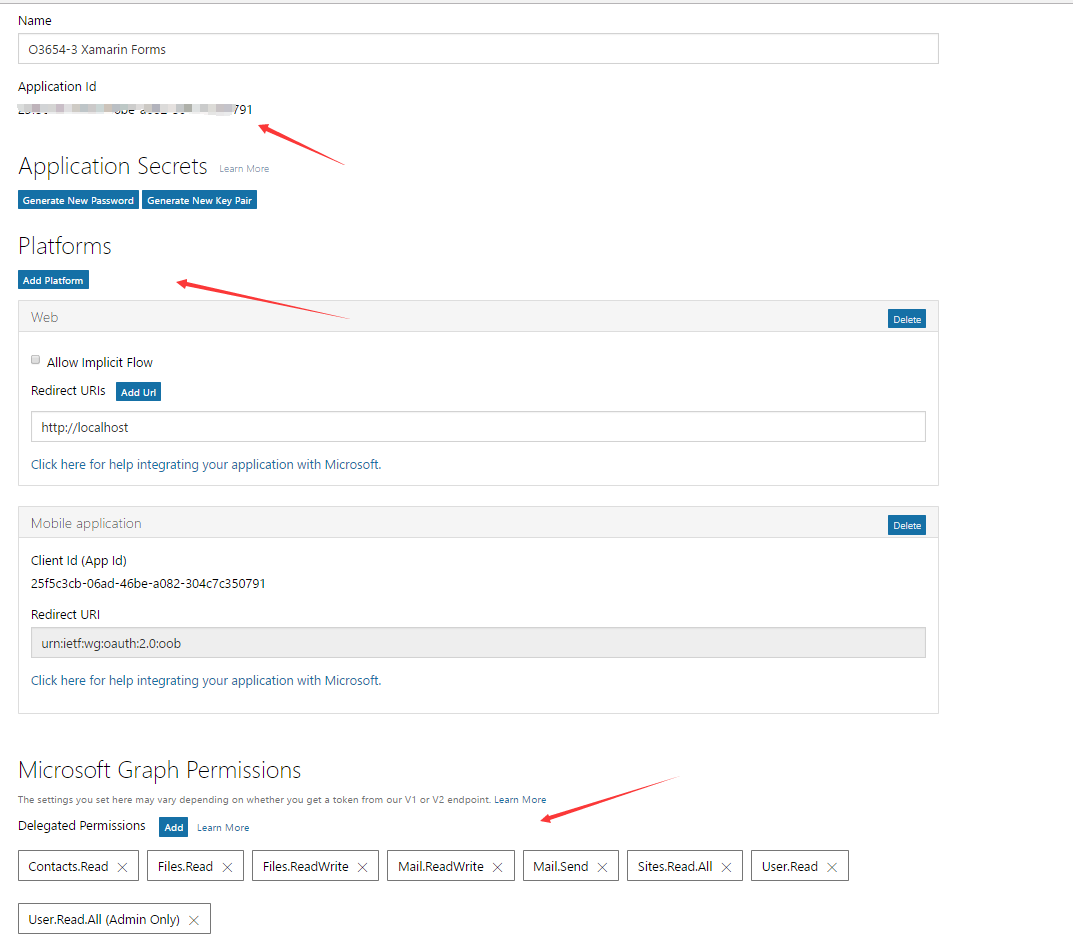 Name
O3654-3 Xamarin Forms
Application Id
791
Application Secrets Learn More
Generate New Password Generate New Key Pair
Platforms
Add Platform
Web Delete
Allow Implicit Flow
Redirect URIs Add Url
http://localhost
Click here for help integrating your application with Microsoft.
Mobile application Delete
Client Id (App Id)
25f5c3cb-06ad-46be-a082-304c7c350791
Redirect URI
urn:ietf:wg:oauth:2.0:oob
Click here for help integrating your application with Microsoft.
Microsoft Graph Permissions
The settings you set here may vary depending on whether you get a token from our V1 or V2 endpoint. Learn More
Delegated Permissions Add Learn More
Contacts.Read Files.Read Files.ReadWrite Mail.ReadWrite Mail.Send Sites.Read.All User.Read
User.Read.All (Admin Only)